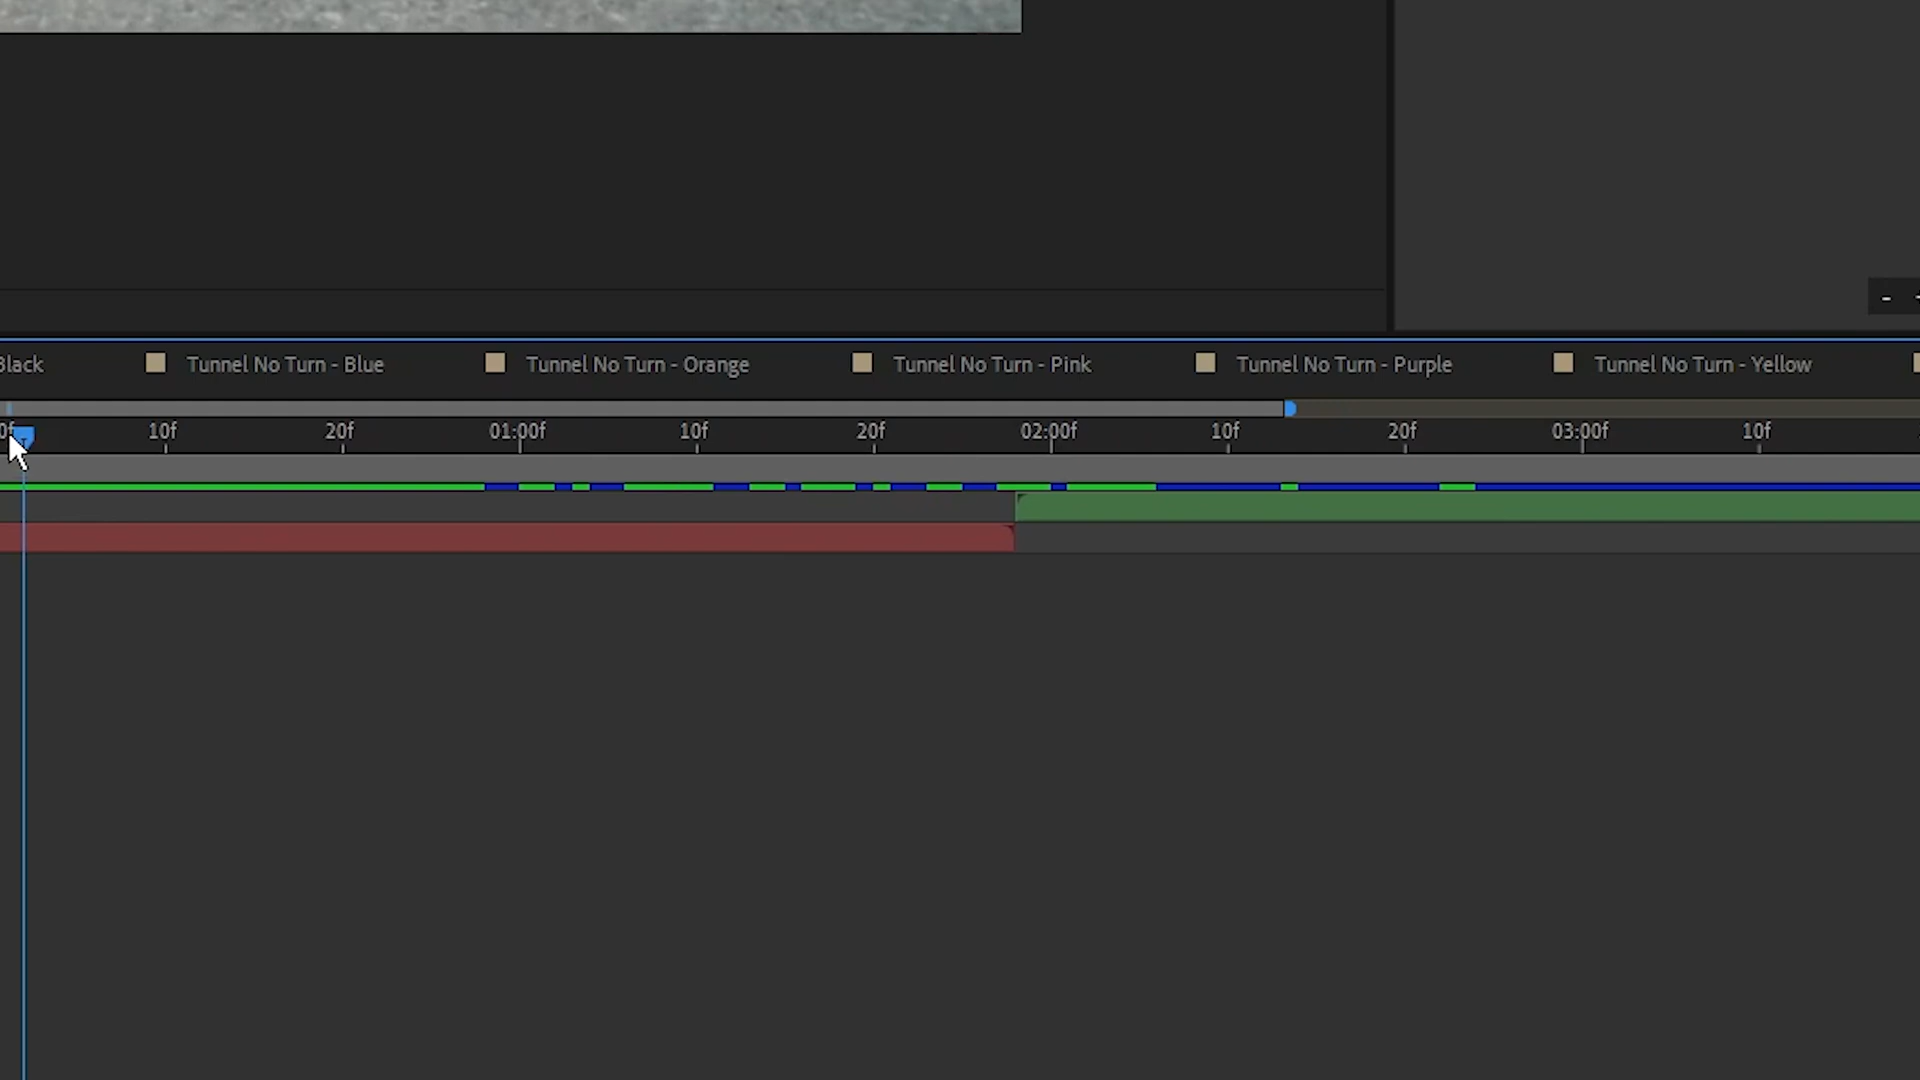 Black Tunnel No Turn - Blue Tunnel No Turn - Orange Tunnel No Turn - Pink Tunnel No Turn - Purple Tunnel No Turn - Yellow
0f 10f 20f 01:00f 10f 20f 02:00f 10f 20f 03:00f 10f